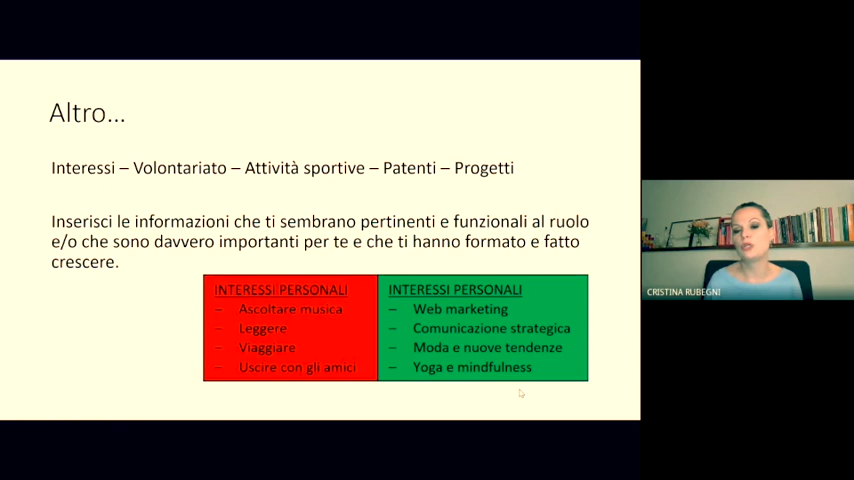 Altro...
Interessi – Volontariato – Attività sportive – Patenti – Progetti
Inserisci le informazioni che ti sembrano pertinenti e funzionali al ruolo
e/o che sono davvero importanti per te e che ti hanno formato e fatto
crescere.
INTERESSI PERSONALI
– Ascoltare musica
– Leggere
– Viaggiare
– Uscire con gli amici
INTERESSI PERSONALI
– Web marketing
– Comunicazione strategica
– Moda e nuove tendenze
– Yoga e mindfulness
CRISTINA RUBEGNI